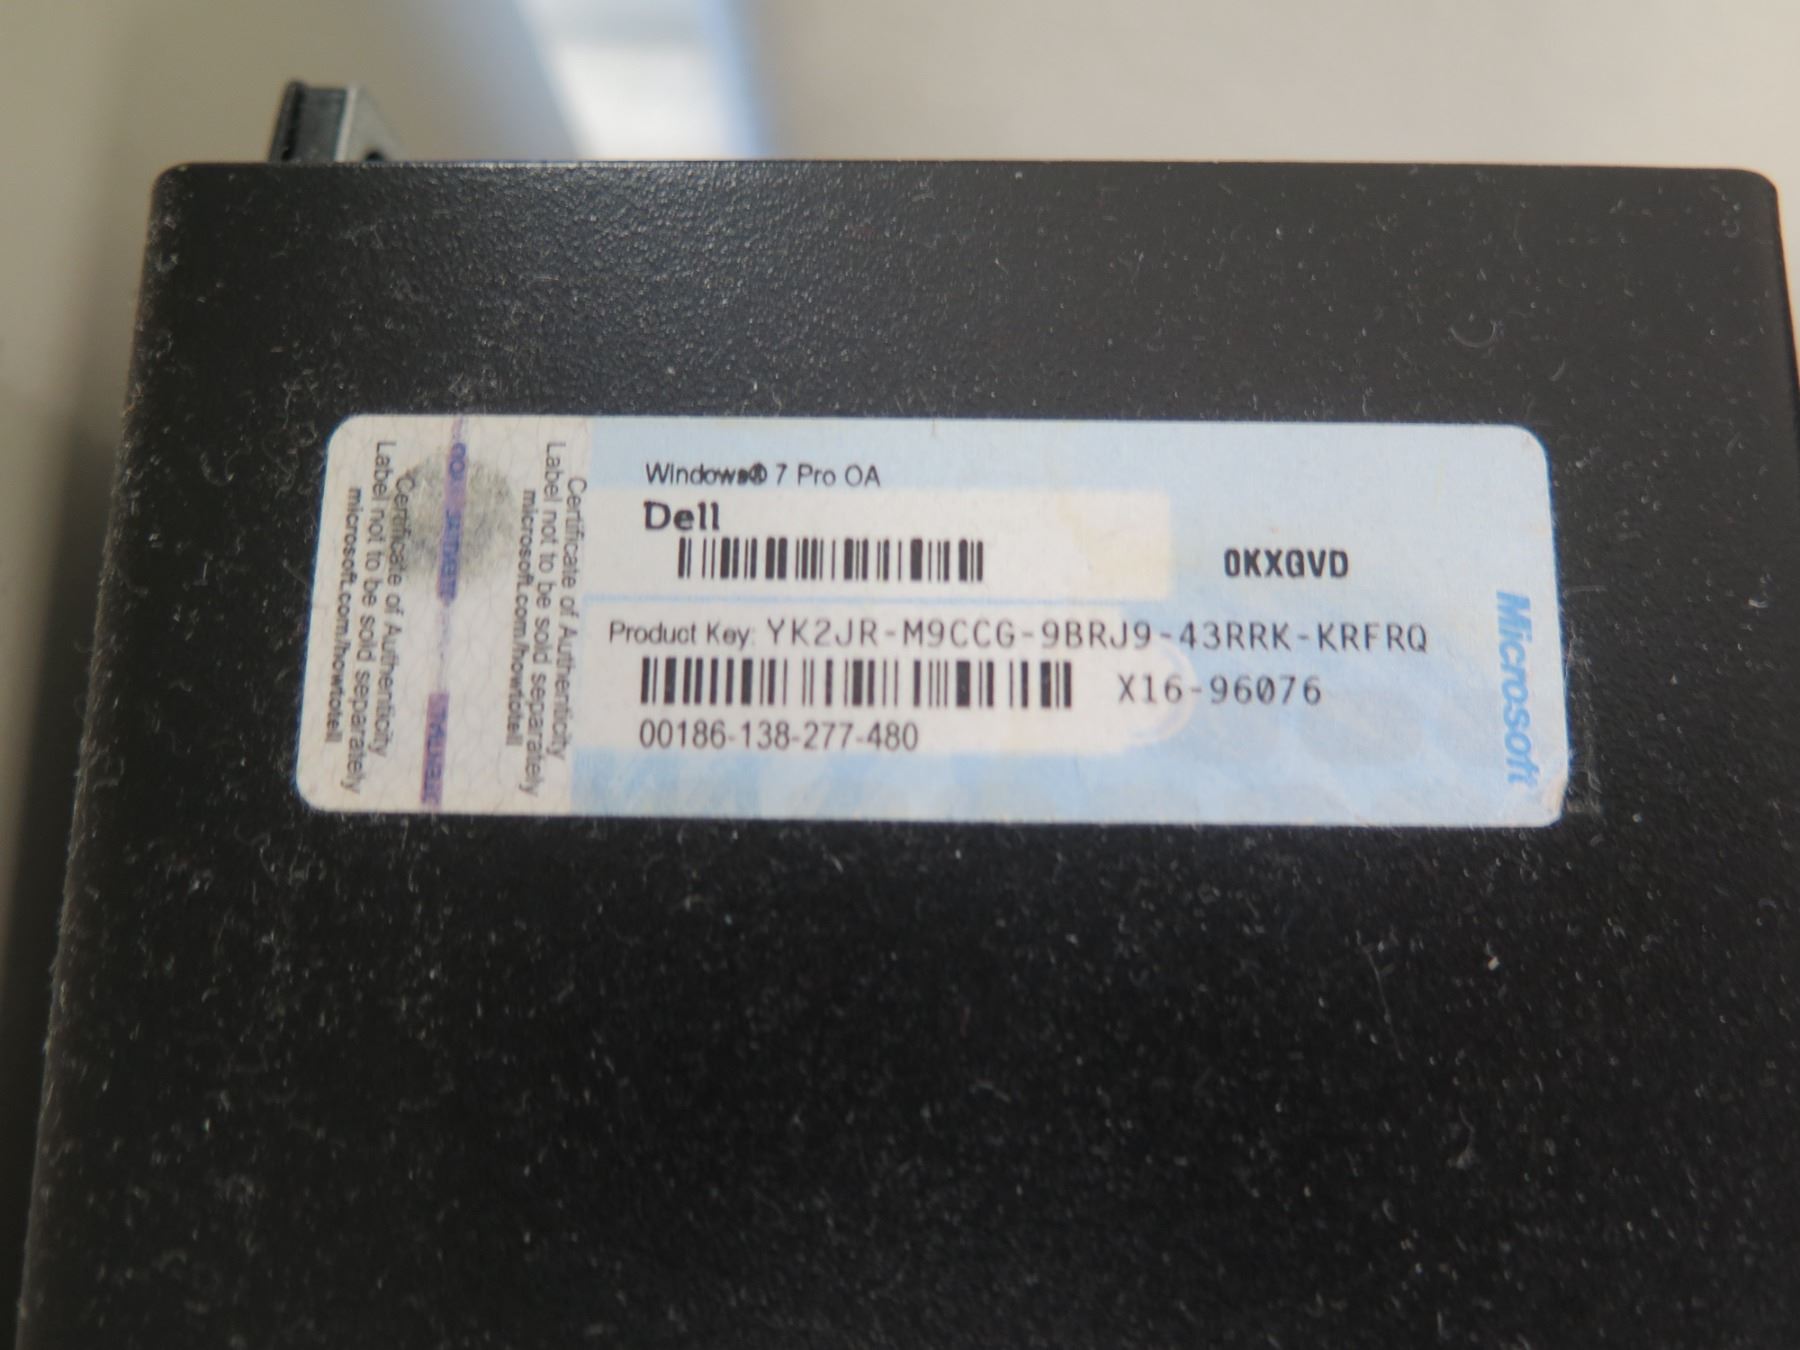 Windows® 7 Pro OA
Dell
0KXGVD
Product Key: YK2JR-M9CCG-9BRJ9-43RRK-KRFRQ
X16-96076
00186-138-277-480
Microsoft
Certificate of Authenticity
Label not to be sold separately
microsoft.com/howtotell
Certificate of Authenticity
Label not to be sold separately
microsoft.com/howtotell